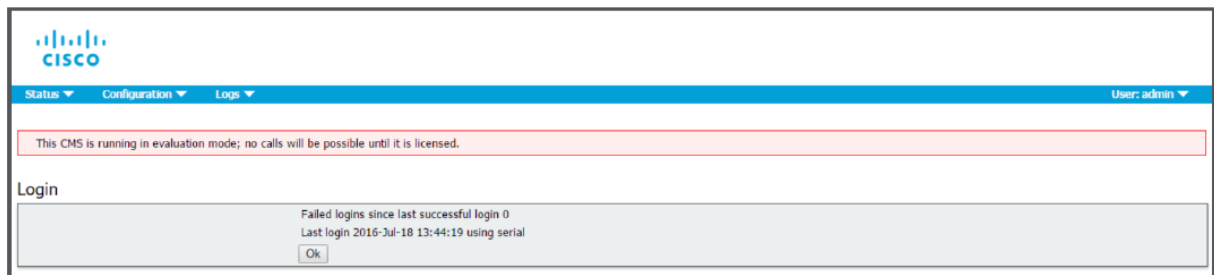 CISCO
Status Configuration Logs User: admin
This CMS is running in evaluation mode; no calls will be possible until it is licensed.
Login
Failed logins since last successful login 0
Last login 2016-Jul-18 13:44:19 using serial
Ok